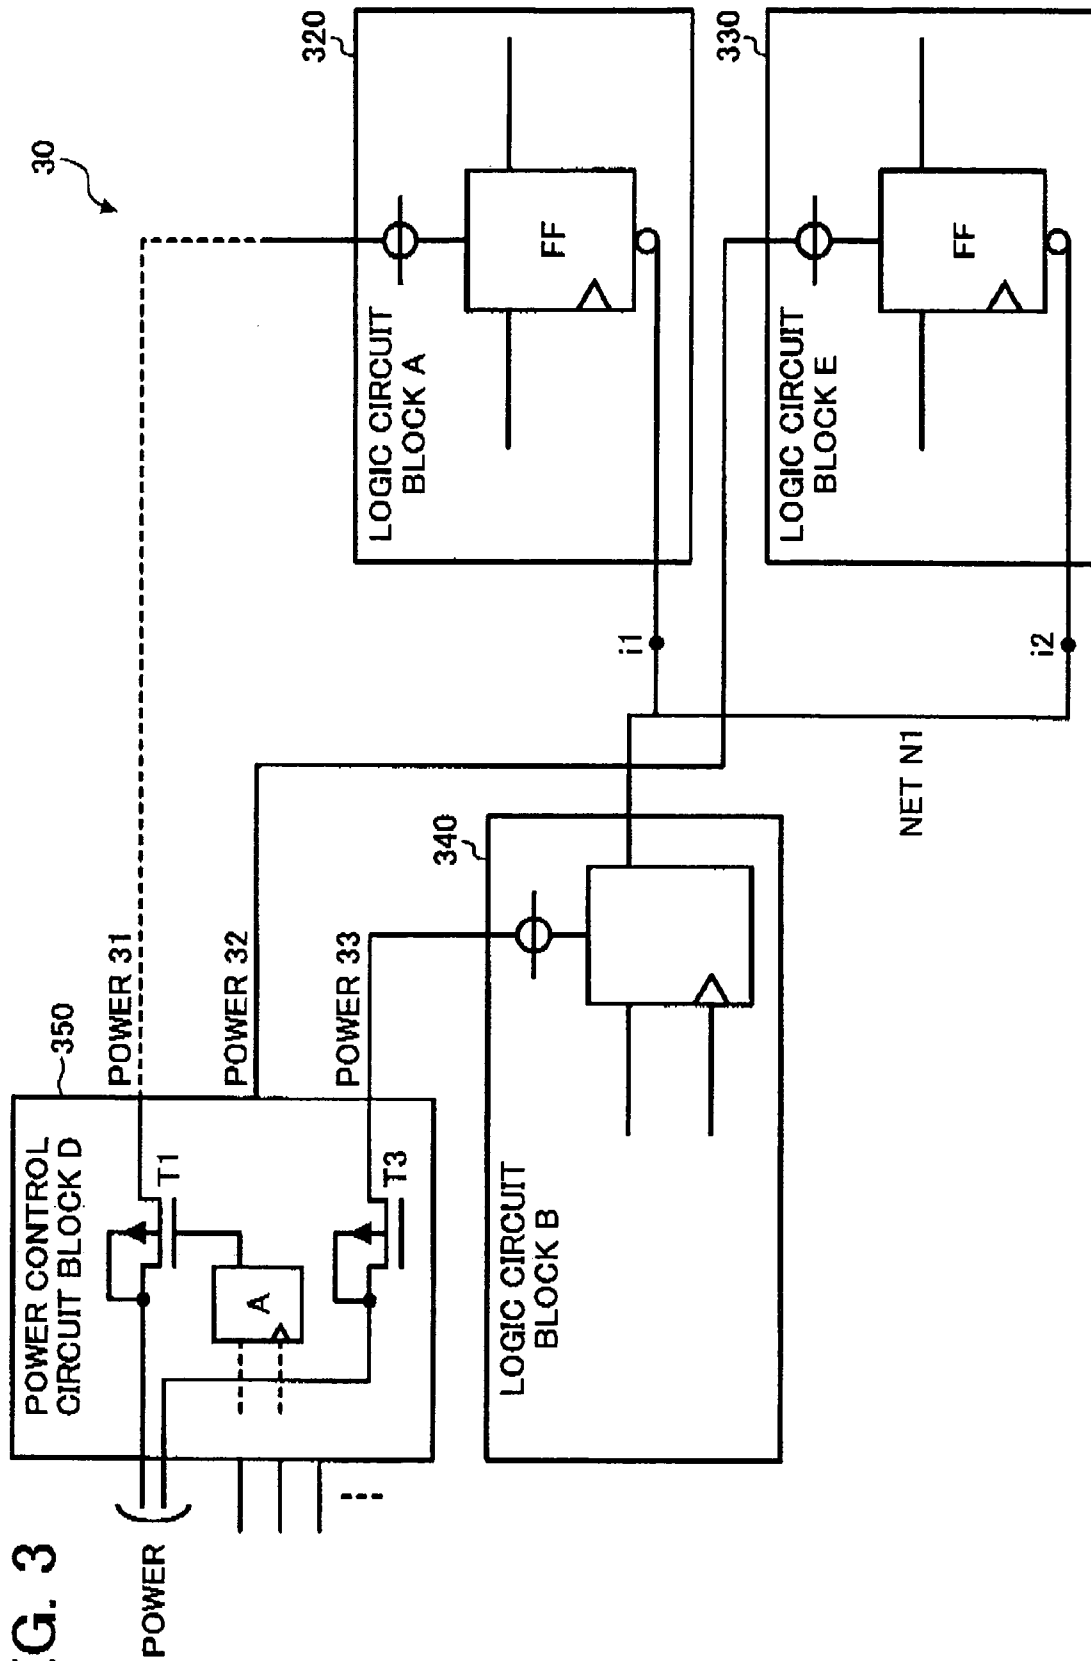 IG. 3
30
POWER
POWER CONTROL
CIRCUIT BLOCK D
350
T1
A
T3
POWER 31
POWER 32
POWER 33
320
LOGIC CIRCUIT
BLOCK A
FF
i1
340
LOGIC CIRCUIT
BLOCK B
330
LOGIC CIRCUIT
BLOCK E
FF
i2
NET N1